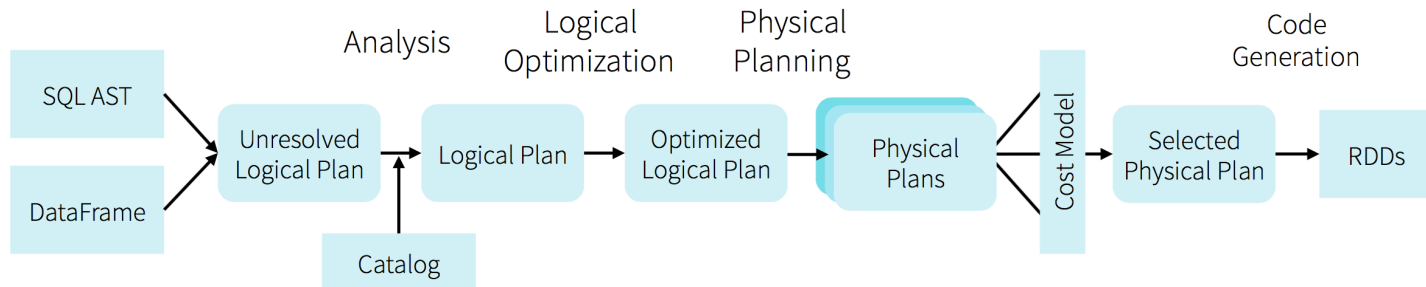 Analysis
Logical
Optimization
Physical
Planning
Code
Generation
SQL AST
DataFrame
Unresolved
Logical Plan
Catalog
Logical Plan
Optimized
Logical Plan
Physical
Plans
Cost Model
Selected
Physical Plan
RDDs